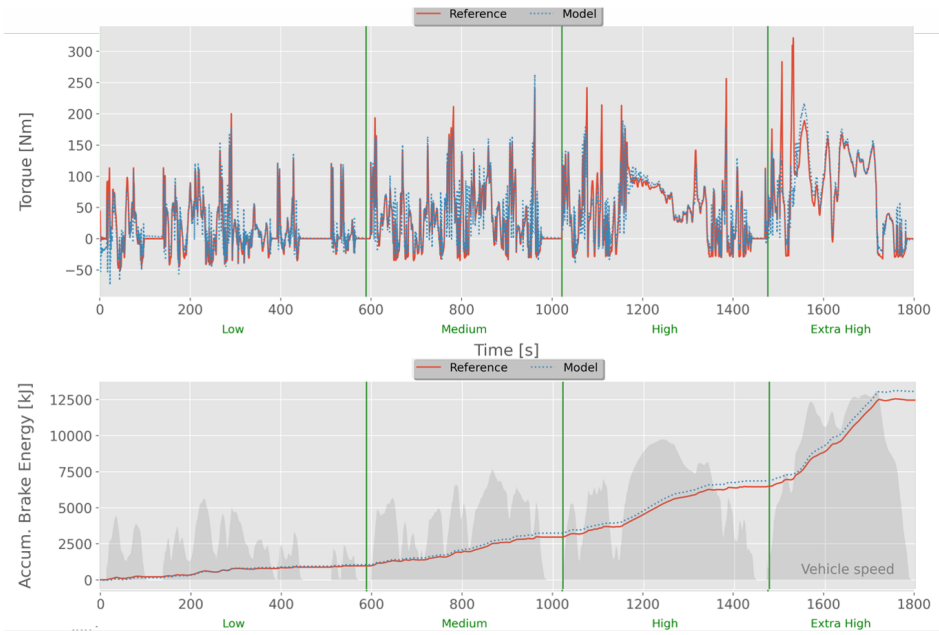 Reference Model
Torque [Nm]
300
250
200
150
100
50
0
−50
0 200 400 600 800 1000 1200 1400 1600 1800
Low Medium High Extra High
Time [s]
Reference Model
Accum. Brake Energy [kJ]
12500
10000
7500
5000
2500
0
Vehicle speed
0 200 400 600 800 1000 1200 1400 1600 1800
Low Medium High Extra High